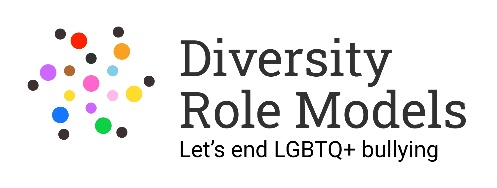 Diversity
Role Models
Let's end LGBTQ+ bullying